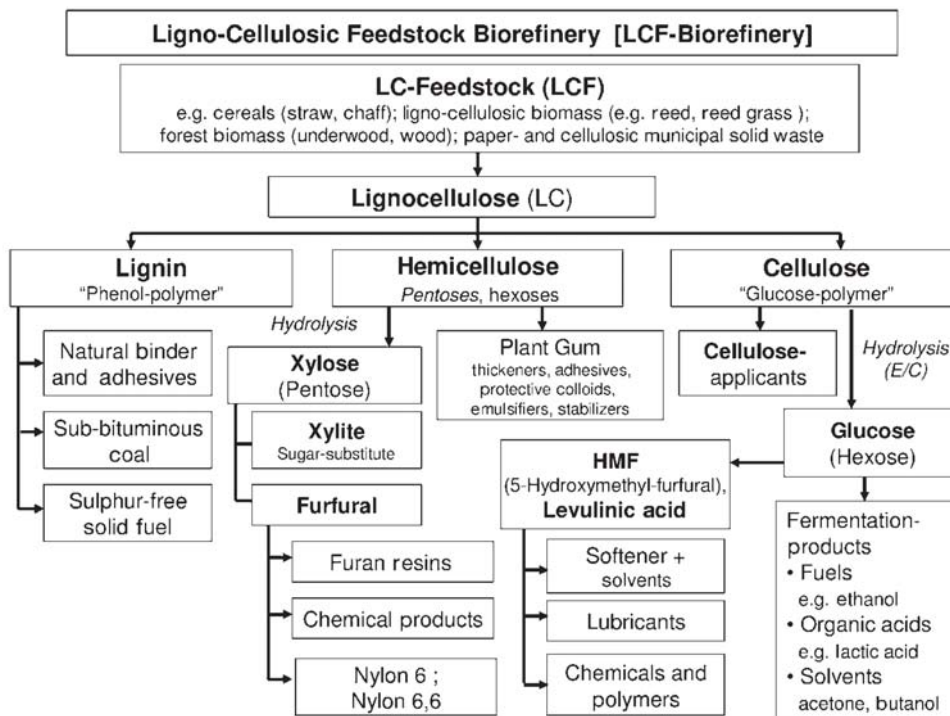 Ligno-Cellulosic Feedstock Biorefinery [LCF-Biorefinery]
LC-Feedstock (LCF)
e.g. cereals (straw, chaff); ligno-cellulosic biomass (e.g. reed, reed grass );
forest biomass (underwood, wood); paper- and cellulosic municipal solid waste
Lignocellulose (LC)
Lignin
“Phenol-polymer”
Natural binder
and adhesives
Sub-bituminous
coal
Sulphur-free
solid fuel
Hemicellulose
Pentoses, hexoses
Hydrolysis
Xylose
(Pentose)
Xylite
Sugar-substitute
Furfural
Furan resins
Chemical products
Nylon 6 ;
Nylon 6,6
Plant Gum
thickeners, adhesives,
protective colloids,
emulsifiers, stabilizers
Cellulose
“Glucose-polymer”
Cellulose-
applicants
Hydrolysis
(E/C)
Glucose
(Hexose)
HMF
(5-Hydroxymethyl-furfural),
Levulinic acid
Softener +
solvents
Lubricants
Chemicals and
polymers
Fermentation-
products
• Fuels
e.g. ethanol
• Organic acids
e.g. lactic acid
• Solvents
acetone, butanol